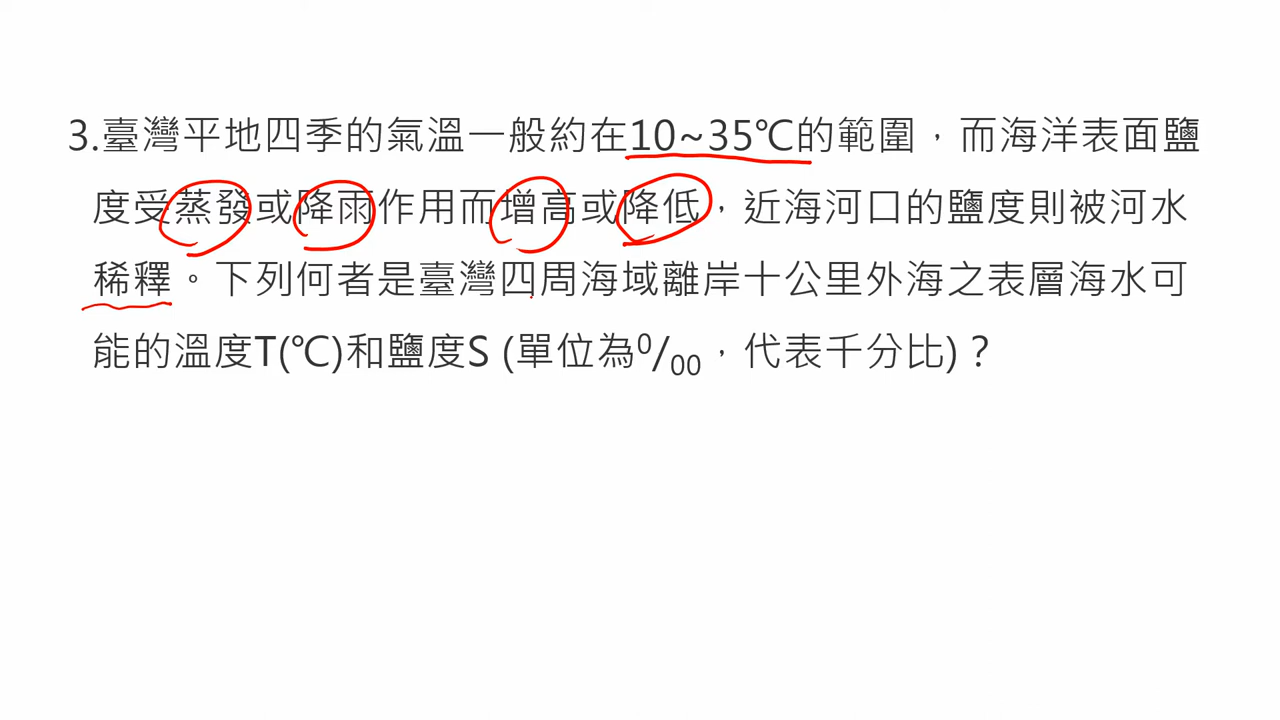 3.臺灣平地四季的氣溫一般約在10~35℃的範圍，而海洋表面鹽
度受蒸發或降雨作用而增高或降低，近海河口的鹽度則被河水
稀釋。下列何者是臺灣四周海域離岸十公里外海之表層海水可
能的溫度T(℃)和鹽度S (單位為0/00，代表千分比)？